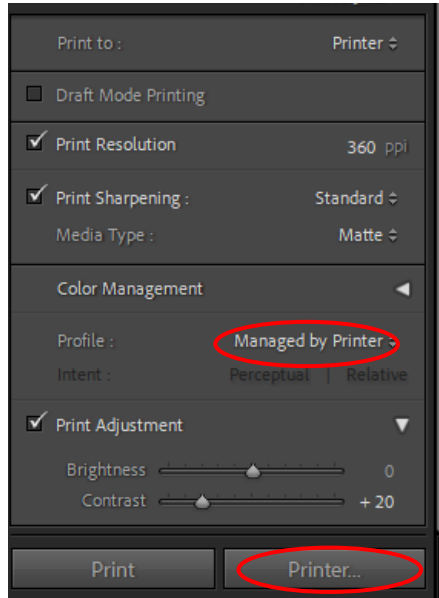 Print to : Printer
Draft Mode Printing
Print Resolution 360 ppi
Print Sharpening : Standard
Media Type : Matte
Color Management
Profile : Managed by Printer
Intent : Perceptual | Relative
Print Adjustment
Brightness 0
Contrast + 20
Print Printer...